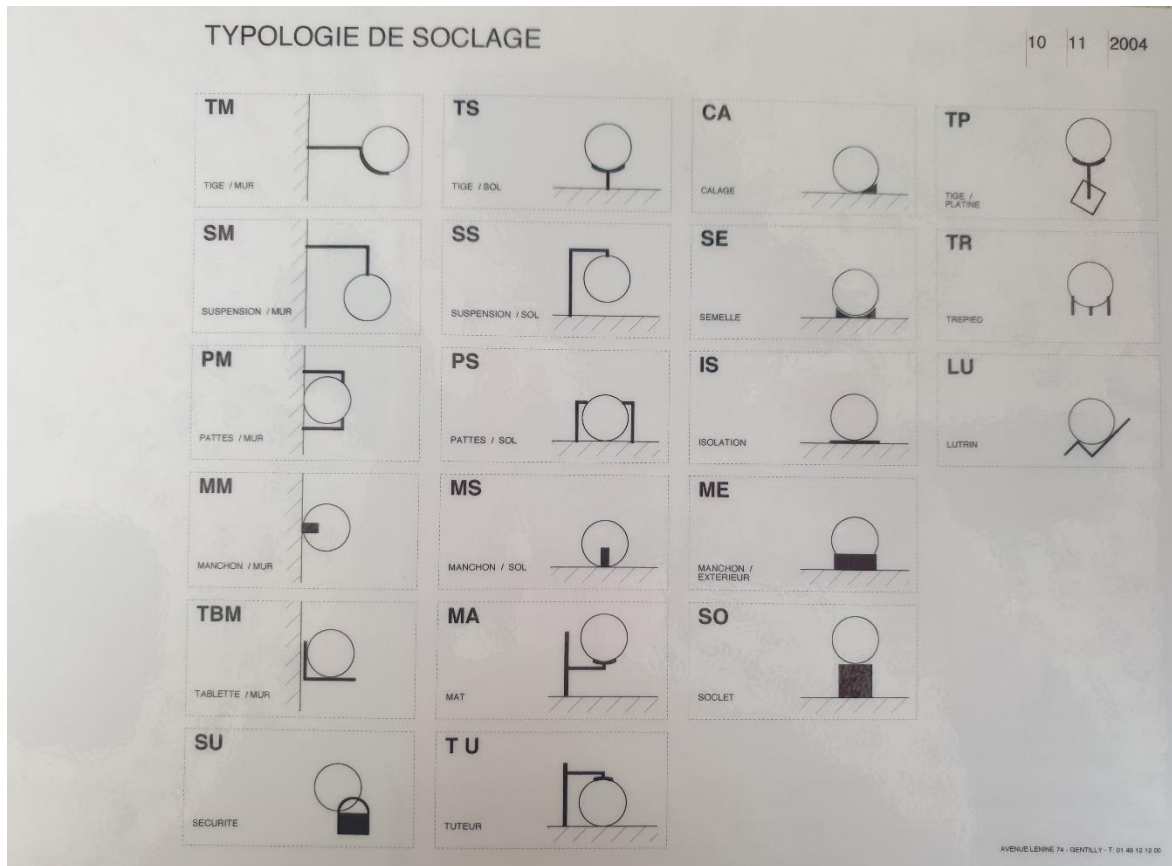 TYPOLOGIE DE SOCLAGE
10 11 2004
TM
TIGE / MUR
TS
TIGE / SOL
CA
CALAGE
TP
TIGE /
PLATINE
SM
SUSPENSION / MUR
SS
SUSPENSION / SOL
SE
SEMELLE
TR
TREPIED
PM
PATTES / MUR
PS
PATTES / SOL
IS
ISOLATION
LU
LUTRIN
MM
MANCHON / MUR
MS
MANCHON / SOL
ME
MANCHON /
EXTERIEUR
TBM
TABLETTE / MUR
MA
MAT
SO
SOCLET
SU
SECURITE
T U
TUTEUR
AVENUE LENINE 74 - GENTILLY - T: 01 49 12 12 00